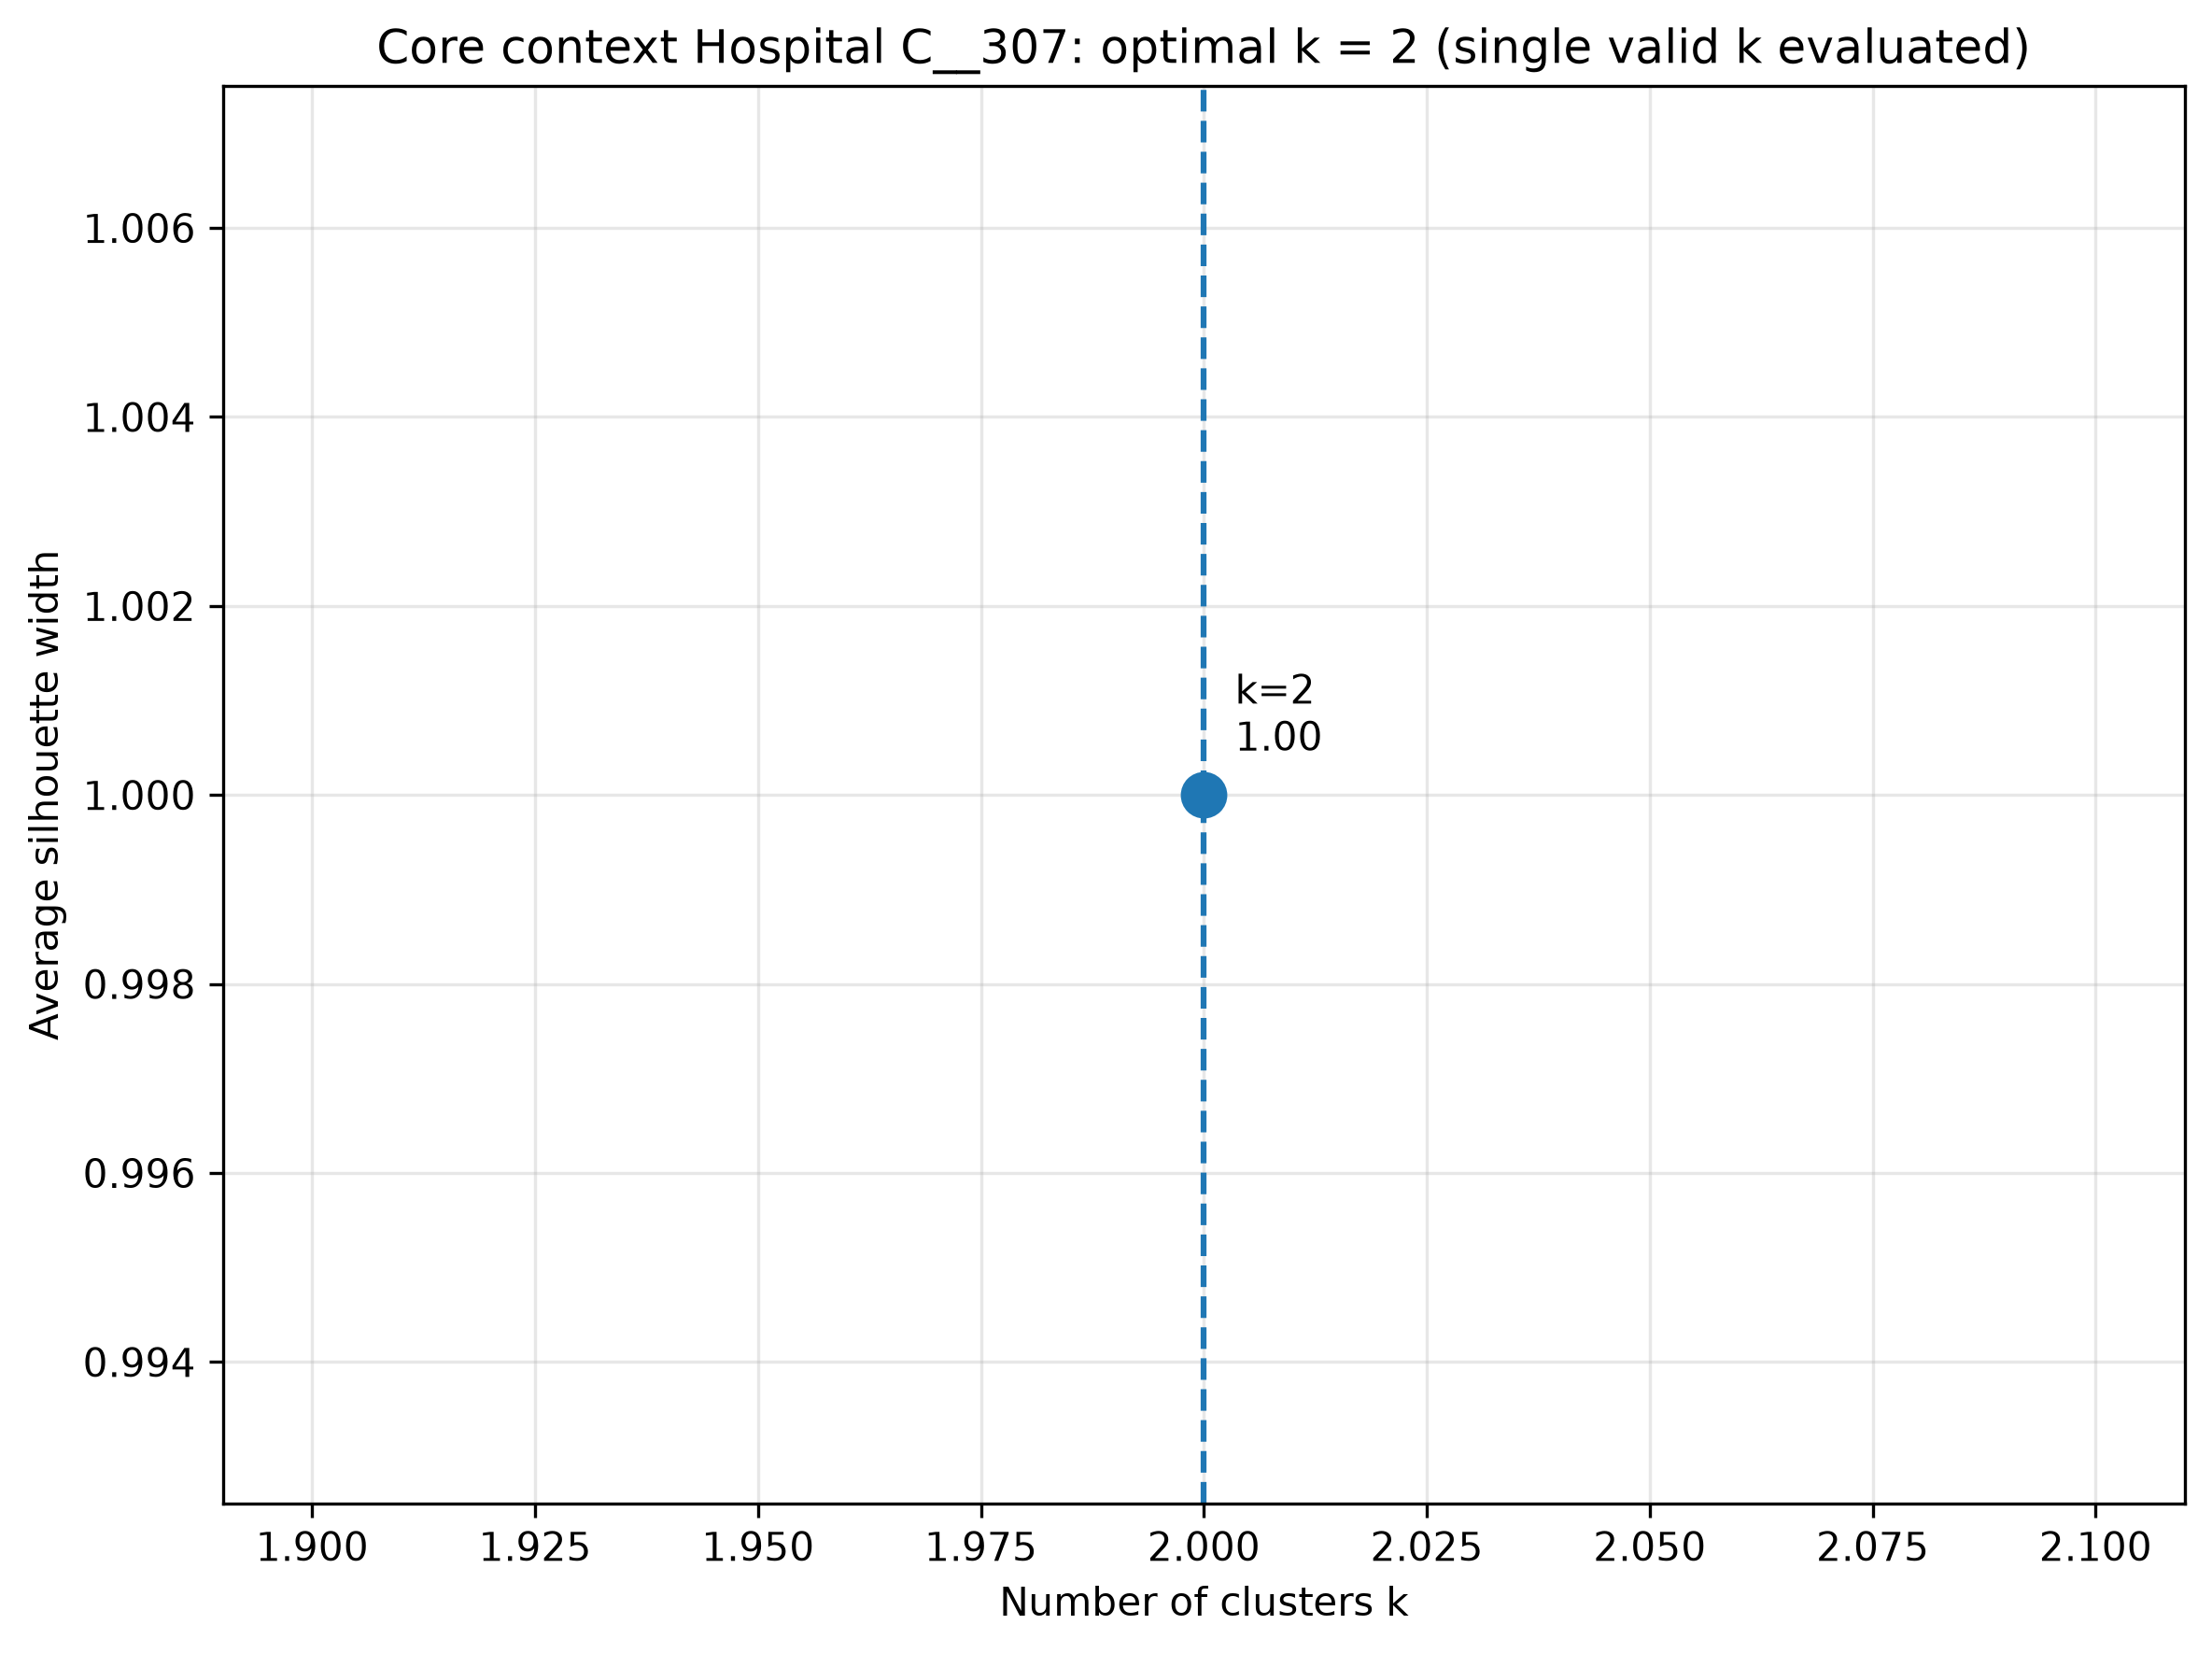 Core context Hospital C__307: optimal k = 2 (single valid k evaluated)
Average silhouette width
1.006
1.004
1.002
1.000
0.998
0.996
0.994
k=2
1.00
1.900 1.925 1.950 1.975 2.000 2.025 2.050 2.075 2.100
Number of clusters k